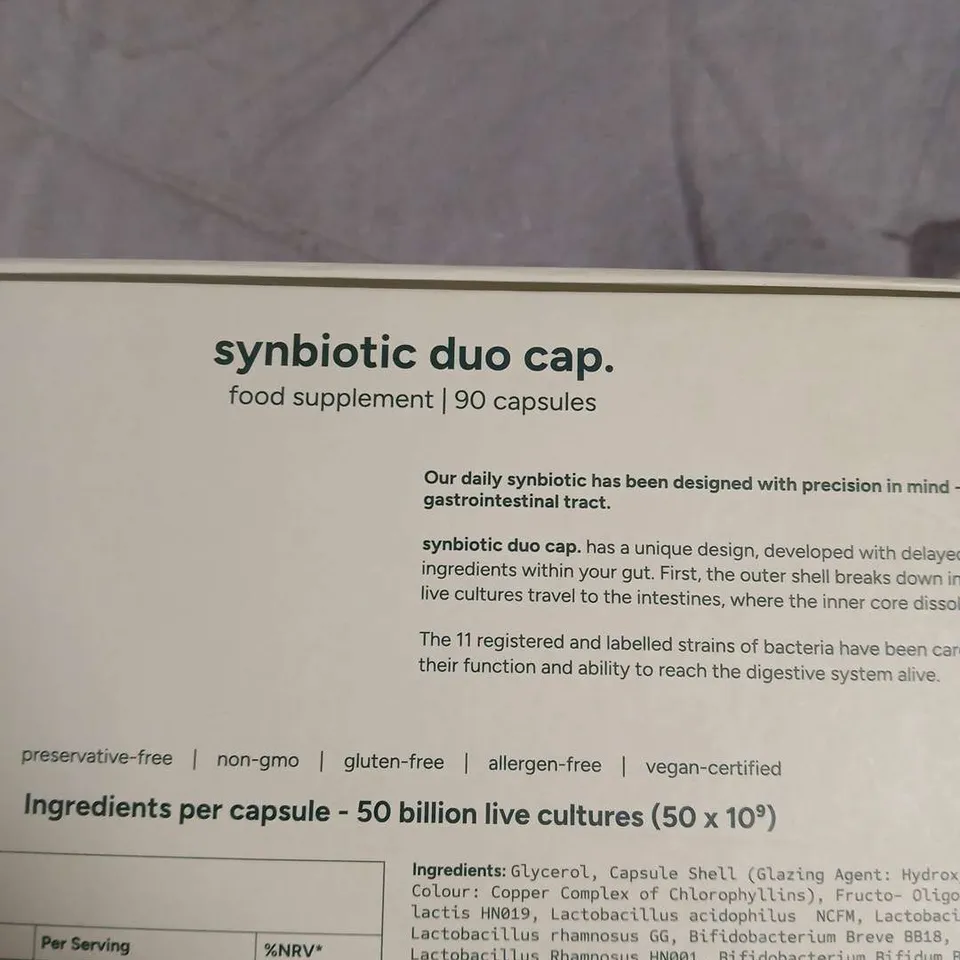 synbiotic duo cap.
food supplement | 90 capsules
Our daily synbiotic has been designed with precision in mind -
gastrointestinal tract.
synbiotic duo cap. has a unique design, developed with delayed
ingredients within your gut. First, the outer shell breaks down in
live cultures travel to the intestines, where the inner core
The 11 registered and labelled strains of bacteria have been
their function and ability to reach the digestive system alive.
preservative-free | non-gmo | gluten-free | allergen-free | vegan-certified
Ingredients per capsule - 50 billion live cultures (50 x 10⁹)
Per Serving
%NRV*
Ingredients: Glycerol, Capsule Shell (Glazing Agent:
Colour: Copper Complex of Chlorophyllins), Fructo-
lactis HN019, Lactobacillus acidophilus NCFM,
Lactobacillus rhamnosus GG, Bifidobacterium Breve BB18,
Lactobacillus Rhamnosus HN001, Bifidobacterium Bifidum